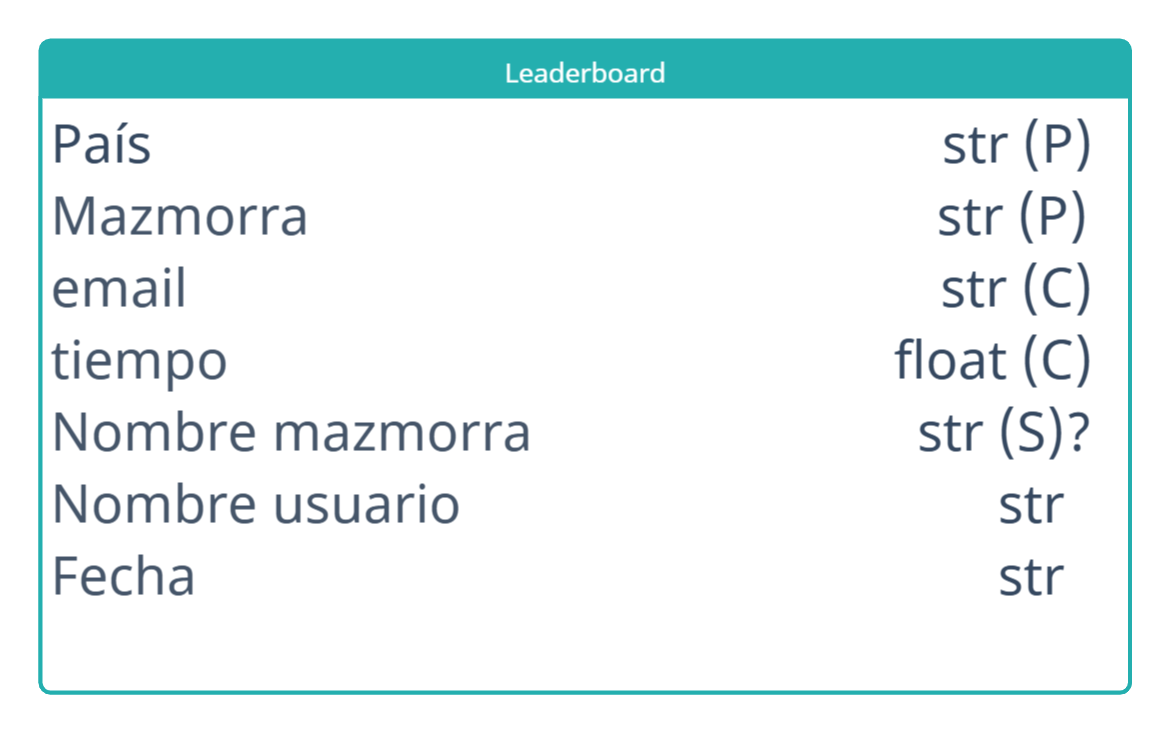 Leaderboard
País str (P)
Mazmorra str (P)
email str (C)
tiempo float (C)
Nombre mazmorra str (S)?
Nombre usuario str
Fecha str